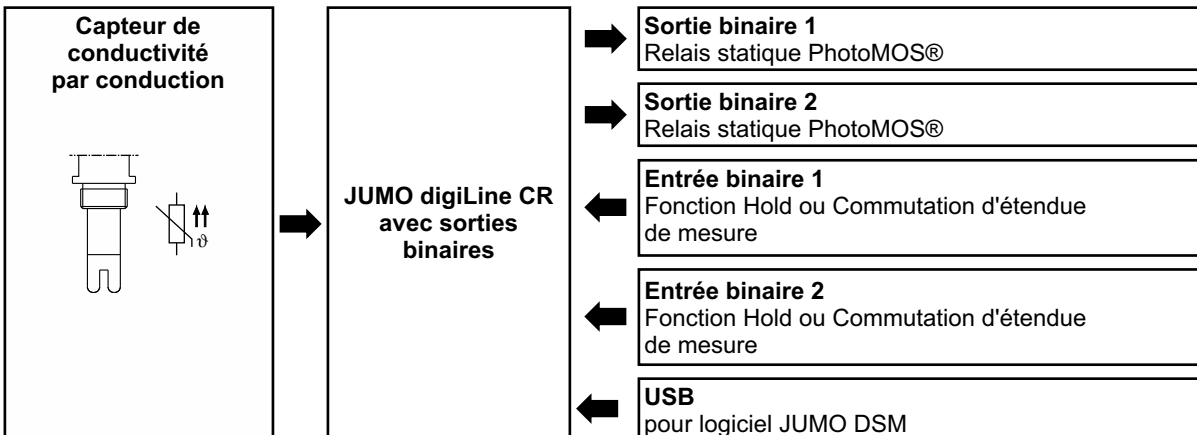 Capteur de
conductivité
par conduction
ϑ
JUMO digiLine CR
avec sorties
binaires
Sortie binaire 1
Relais statique PhotoMOS®
Sortie binaire 2
Relais statique PhotoMOS®
Entrée binaire 1
Fonction Hold ou Commutation d'étendue
de mesure
Entrée binaire 2
Fonction Hold ou Commutation d'étendue
de mesure
USB
pour logiciel JUMO DSM